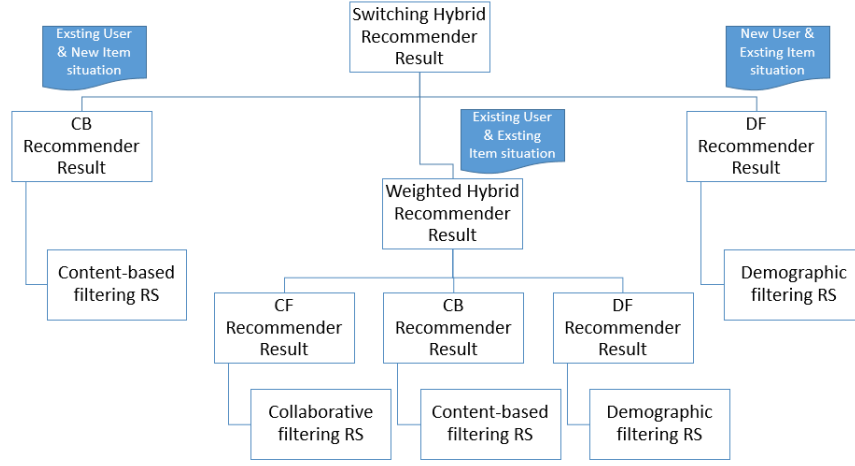 Switching Hybrid
Recommender
Result
Exsting User
& New Item
situation
New User &
Exsting Item
situation
CB
Recommender
Result
Existing User
& Exsting
Item situation
DF
Recommender
Result
Weighted Hybrid
Recommender
Result
Content-based
filtering RS
Demographic
filtering RS
CF
Recommender
Result
CB
Recommender
Result
DF
Recommender
Result
Collaborative
filtering RS
Content-based
filtering RS
Demographic
filtering RS